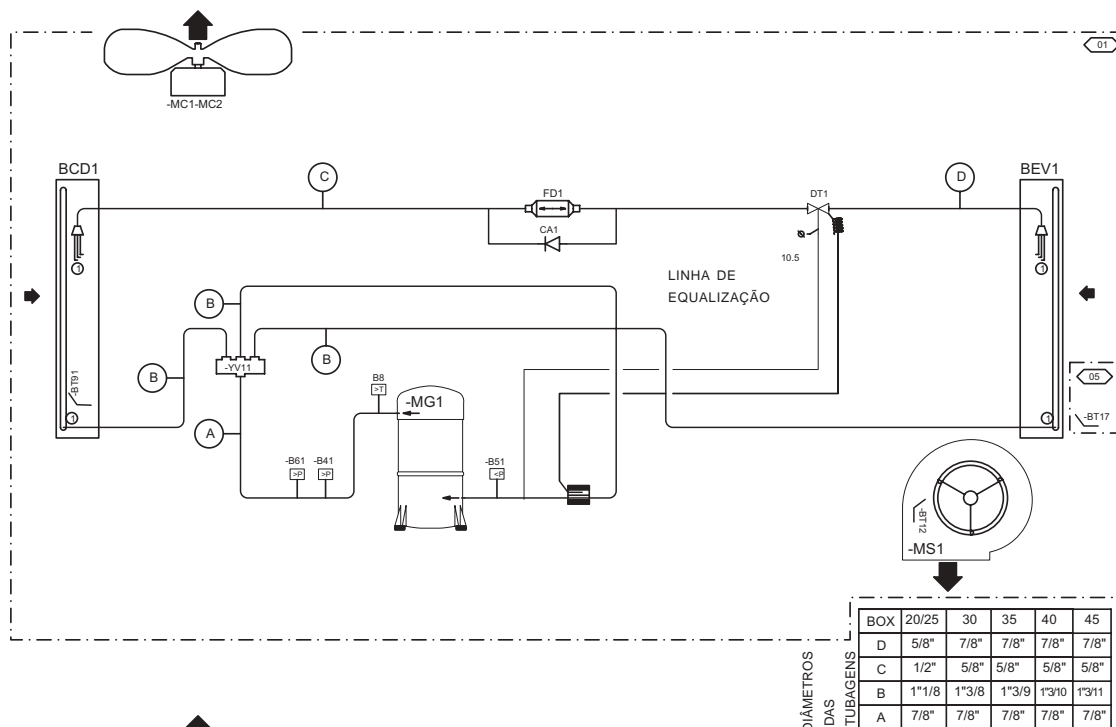 01
-MC1-MC2
BCD1
BEV1
C
FD1
DT1
D
CA1
10.5
1
1
LINHA DE
EQUALIZAÇÃO
B
B
B
-YV11
-BT91
B8
>T
-MG1
05
-BT17
1
1
A
-B61
>P
-B41
>P
-B51
<P
-BT12
-MS1
DIÂMETROS
DAS
TUBAGENS
BOX 20/25 30 35 40 45
D 5/8" 7/8" 7/8" 7/8" 7/8"
C 1/2" 5/8" 5/8" 5/8" 5/8"
B 1"1/8 1"3/8 1"3/9 1"3/10 1"3/11
A 7/8" 7/8" 7/8" 7/8" 7/8"